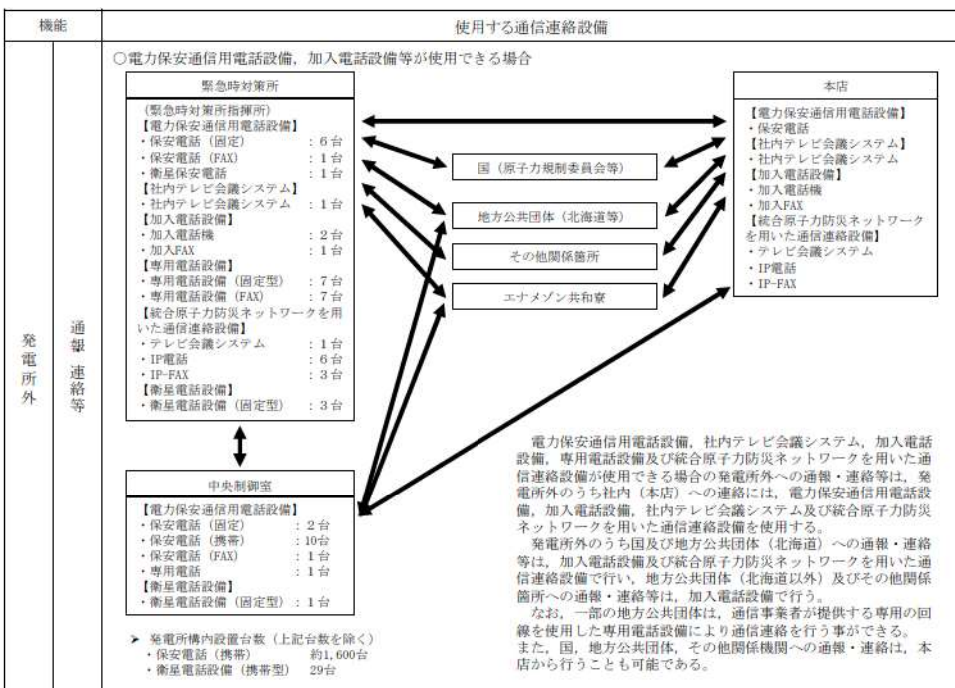 機能
使用する通信連絡設備
発電所外
通報・連絡等
○電力保安通信用電話設備，加入電話設備等が使用できる場合
緊急時対策所
（緊急時対策所指揮所）
【電力保安通信用電話設備】
・保安電話（固定）　：６台
・保安電話（FAX）　：１台
・衛星保安電話　：１台
【社内テレビ会議システム】
・社内テレビ会議システム　：１台
【加入電話設備】
・加入電話機　：２台
・加入FAX　：１台
【専用電話設備】
・専用電話設備（固定型）　：７台
・専用電話設備（FAX）　：７台
【統合原子力防災ネットワークを用
いた通信連絡設備】
・テレビ会議システム　：１台
・IP電話　：６台
・IP-FAX　：３台
【衛星電話設備】
・衛星電話設備（固定型）　：３台
国（原子力規制委員会等）
地方公共団体（北海道等）
その他関係箇所
エナメゾン共和寮
本店
【電力保安通信用電話設備】
・保安電話
【社内テレビ会議システム】
・社内テレビ会議システム
【加入電話設備】
・加入電話機
・加入FAX
【統合原子力防災ネットワーク
を用いた通信連絡設備】
・テレビ会議システム
・IP電話
・IP-FAX
中央制御室
【電力保安通信用電話設備】
・保安電話（固定）　：２台
・保安電話（携帯）　：10台
・保安電話（FAX）　：１台
・専用電話　：１台
【衛星電話設備】
・衛星電話設備（固定型）：１台
➤ 発電所構内設置台数（上記台数を除く）
・保安電話（携帯）　約1,600台
・衛星電話設備（携帯型）　29台
電力保安通信用電話設備，社内テレビ会議システム，加入電話
設備，専用電話設備及び統合原子力防災ネットワークを用いた通
信連絡設備が使用できる場合の発電所外への通報・連絡等は，発
電所外のうち社内（本店）への連絡には，電力保安通信用電話設
備，加入電話設備，社内テレビ会議システム及び統合原子力防災
ネットワークを用いた通信連絡設備を使用する。
発電所外のうち国及び地方公共団体（北海道）への通報・連絡
等は，加入電話設備及び統合原子力防災ネットワークを用いた通
信連絡設備で行い，地方公共団体（北海道以外）及びその他関係
箇所への通報・連絡等は，加入電話設備で行う。
なお，一部の地方公共団体は，通信事業者が提供する専用の回
線を使用した専用電話設備により通信連絡を行う事ができる。
また，国，地方公共団体，その他関係機関への通報・連絡は，本
店から行うことも可能である。